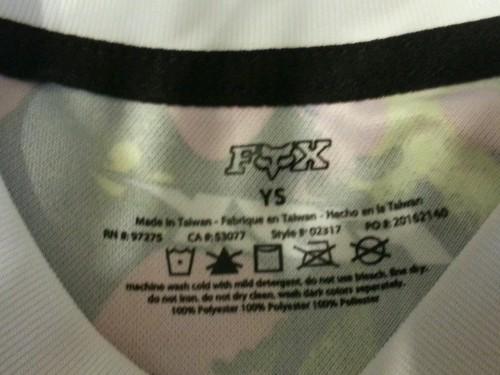 FOX
YS
Made in Taiwan - Fabrique en Taiwan - Hecho en la Taiwan
RN #: 97275 CA #: 53077 Style #: 02317 PO #: 20152140
machine wash cold with mild detergent, do not use bleach, line dry,
do not iron, do not dry clean, wash dark colors separately.
100% Polyester 100% Polyester 100% Poliester